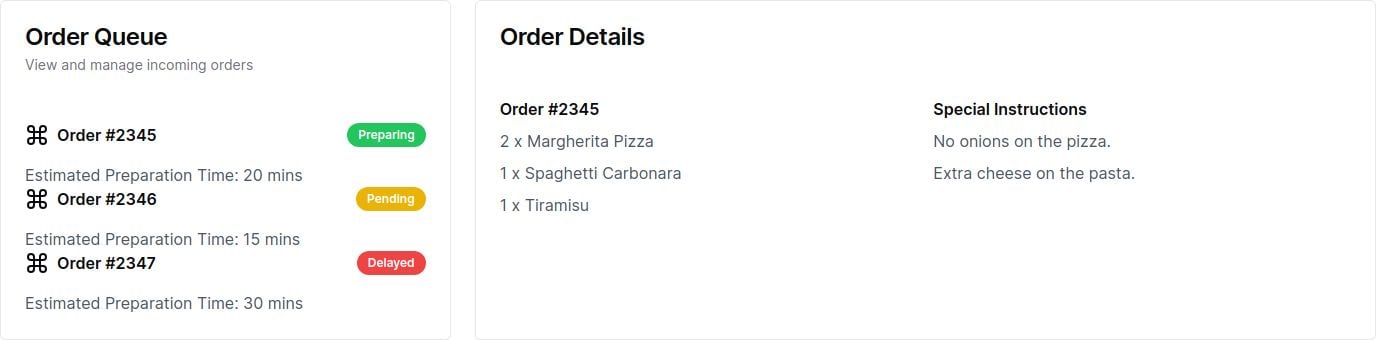 Order Queue
View and manage incoming orders
Order #2345
Preparing
Estimated Preparation Time: 20 mins
Order #2346
Pending
Estimated Preparation Time: 15 mins
Order #2347
Delayed
Estimated Preparation Time: 30 mins
Order Details
Order #2345
2 x Margherita Pizza
1 x Spaghetti Carbonara
1 x Tiramisu
Special Instructions
No onions on the pizza.
Extra cheese on the pasta.